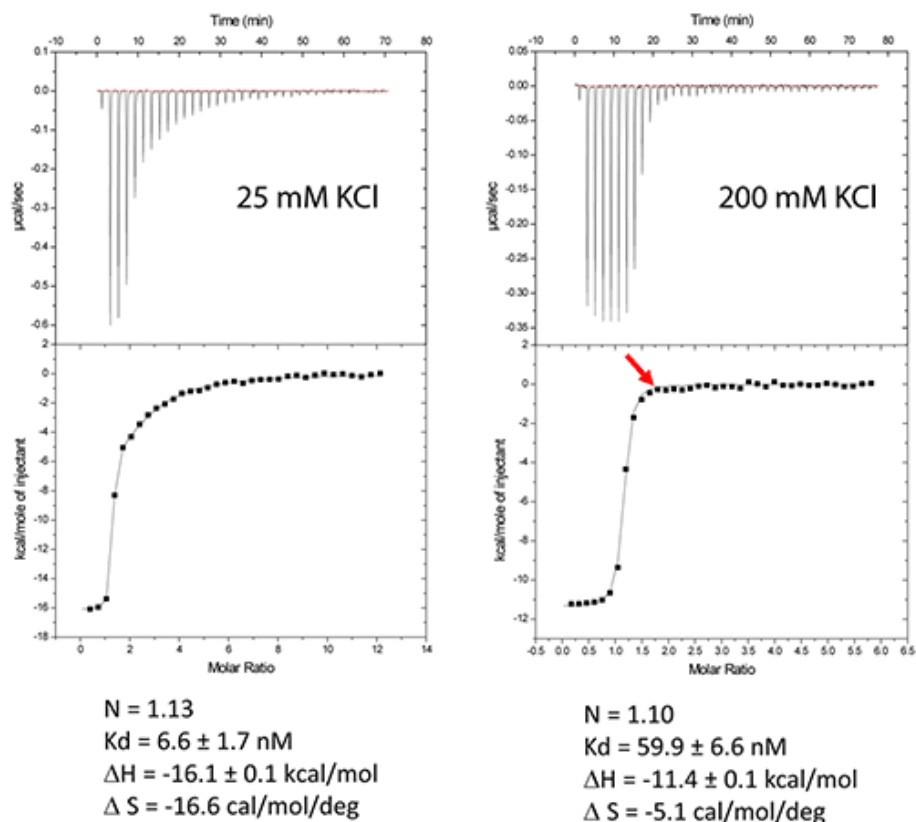 Time (min)
-10 0 10 20 30 40 50 60 70 80
0.1
0.0
-0.1
-0.2
-0.3
-0.4
-0.5
-0.6
µcal/sec
25 mM KCl
2
0
-2
-4
-6
-8
-10
-12
-14
-16
-18
kcal/mole of injectant
0 2 4 6 8 10 12 14
Molar Ratio
N = 1.13
Kd = 6.6 ± 1.7 nM
ΔH = -16.1 ± 0.1 kcal/mol
Δ S = -16.6 cal/mol/deg
Time (min)
-10 0 10 20 30 40 50 60 70 80
0.05
0.00
-0.05
-0.10
-0.15
-0.20
-0.25
-0.30
-0.35
µcal/sec
200 mM KCl
2
0
-2
-4
-6
-8
-10
-12
kcal/mole of injectant
-0.5 0.0 0.5 1.0 1.5 2.0 2.5 3.0 3.5 4.0 4.5 5.0 5.5 6.0 6.5
Molar Ratio
N = 1.10
Kd = 59.9 ± 6.6 nM
ΔH = -11.4 ± 0.1 kcal/mol
Δ S = -5.1 cal/mol/deg